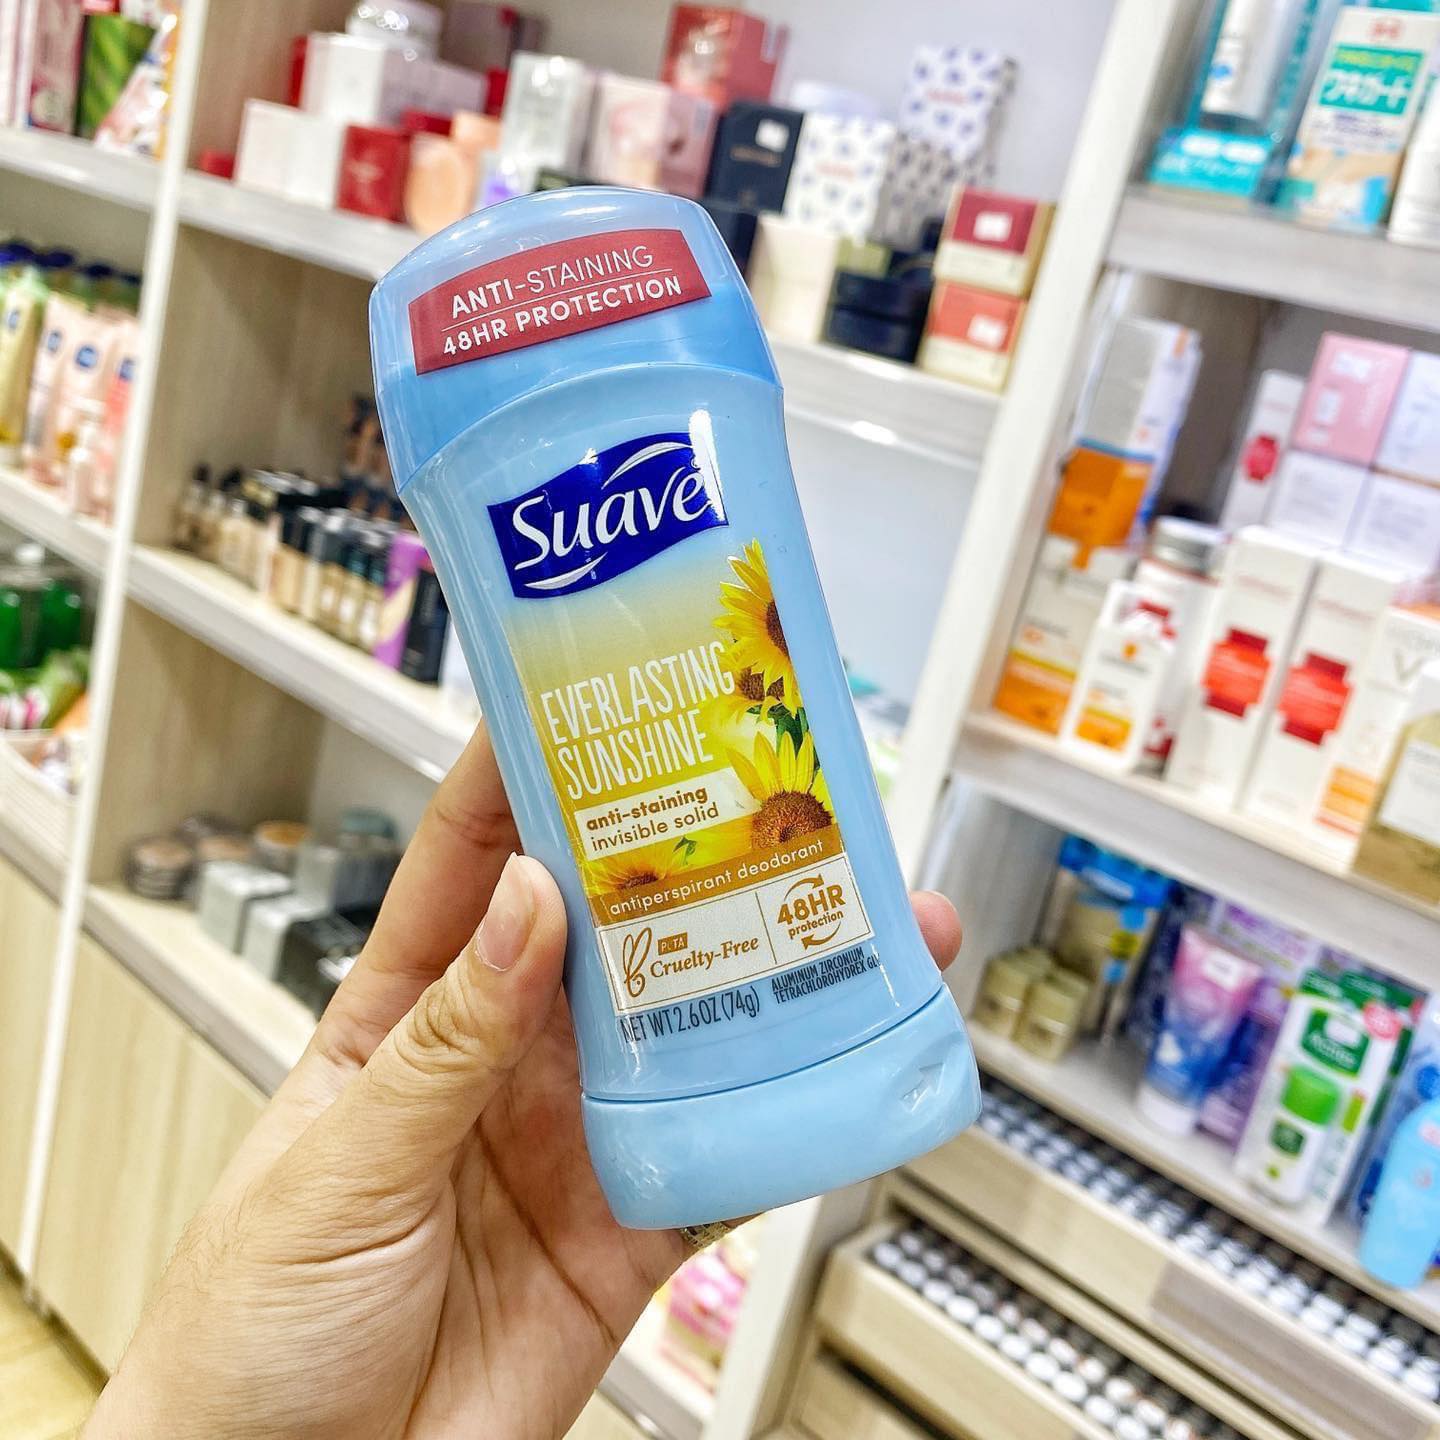 ANTI-STAINING
48HR PROTECTION
Suave
EVERLASTING
SUNSHINE
anti-staining
invisible solid
antiperspirant deodorant
PETA
Cruelty-Free
48HR
protection
NET WT 2.6OZ (74g)
ALUMINUM ZIRCONIUM
TETRACHLOROHYDREX